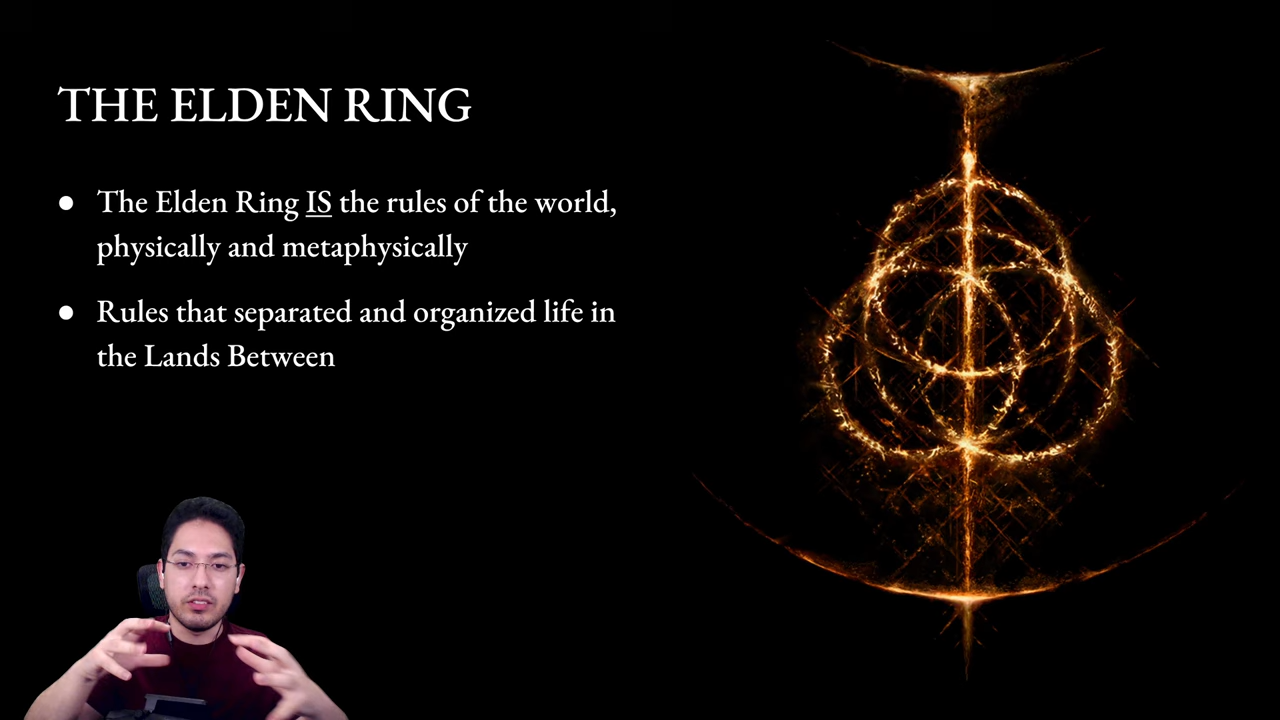 THE ELDEN RING
● The Elden Ring IS the rules of the world,
physically and metaphysically
● Rules that separated and organized life in
the Lands Between